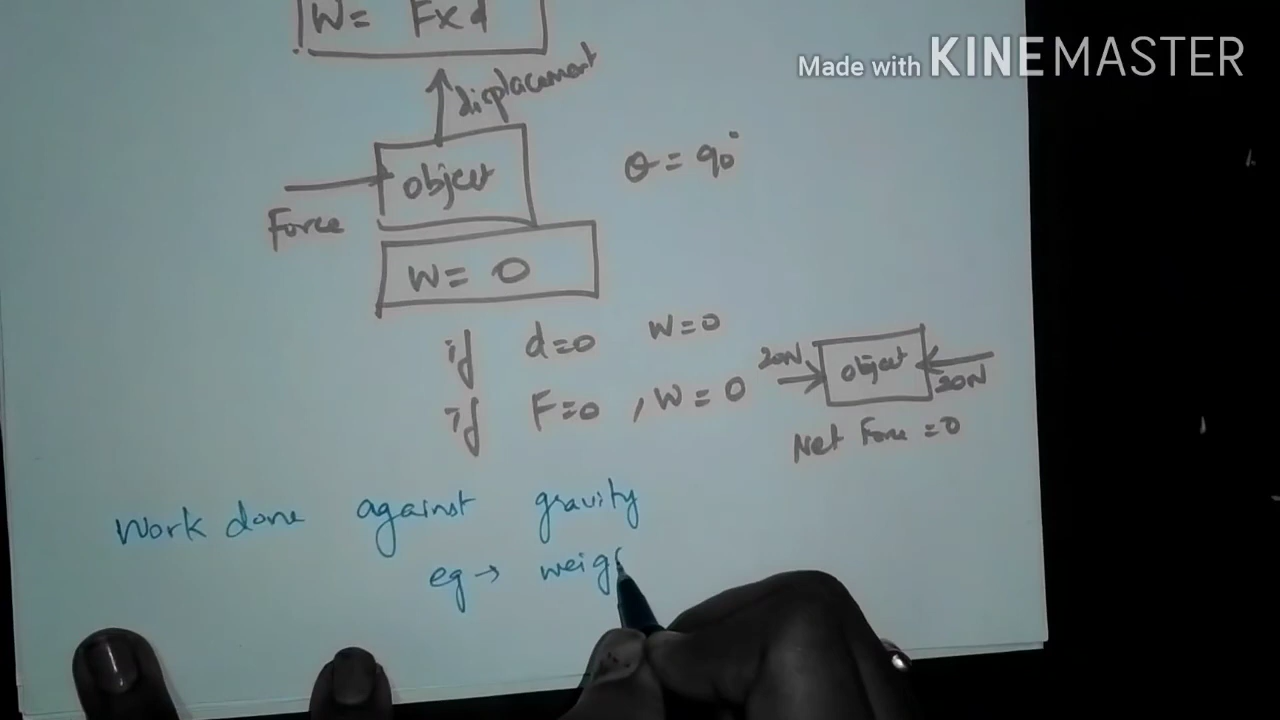 W= Fxd
Made with KINEMASTER
displacement
object
θ = 90°
Force
W= 0
if d=0 W=0
20N object 20N
if F=0 , W=0
Net Force =0
Work done against gravity
eg→ weig